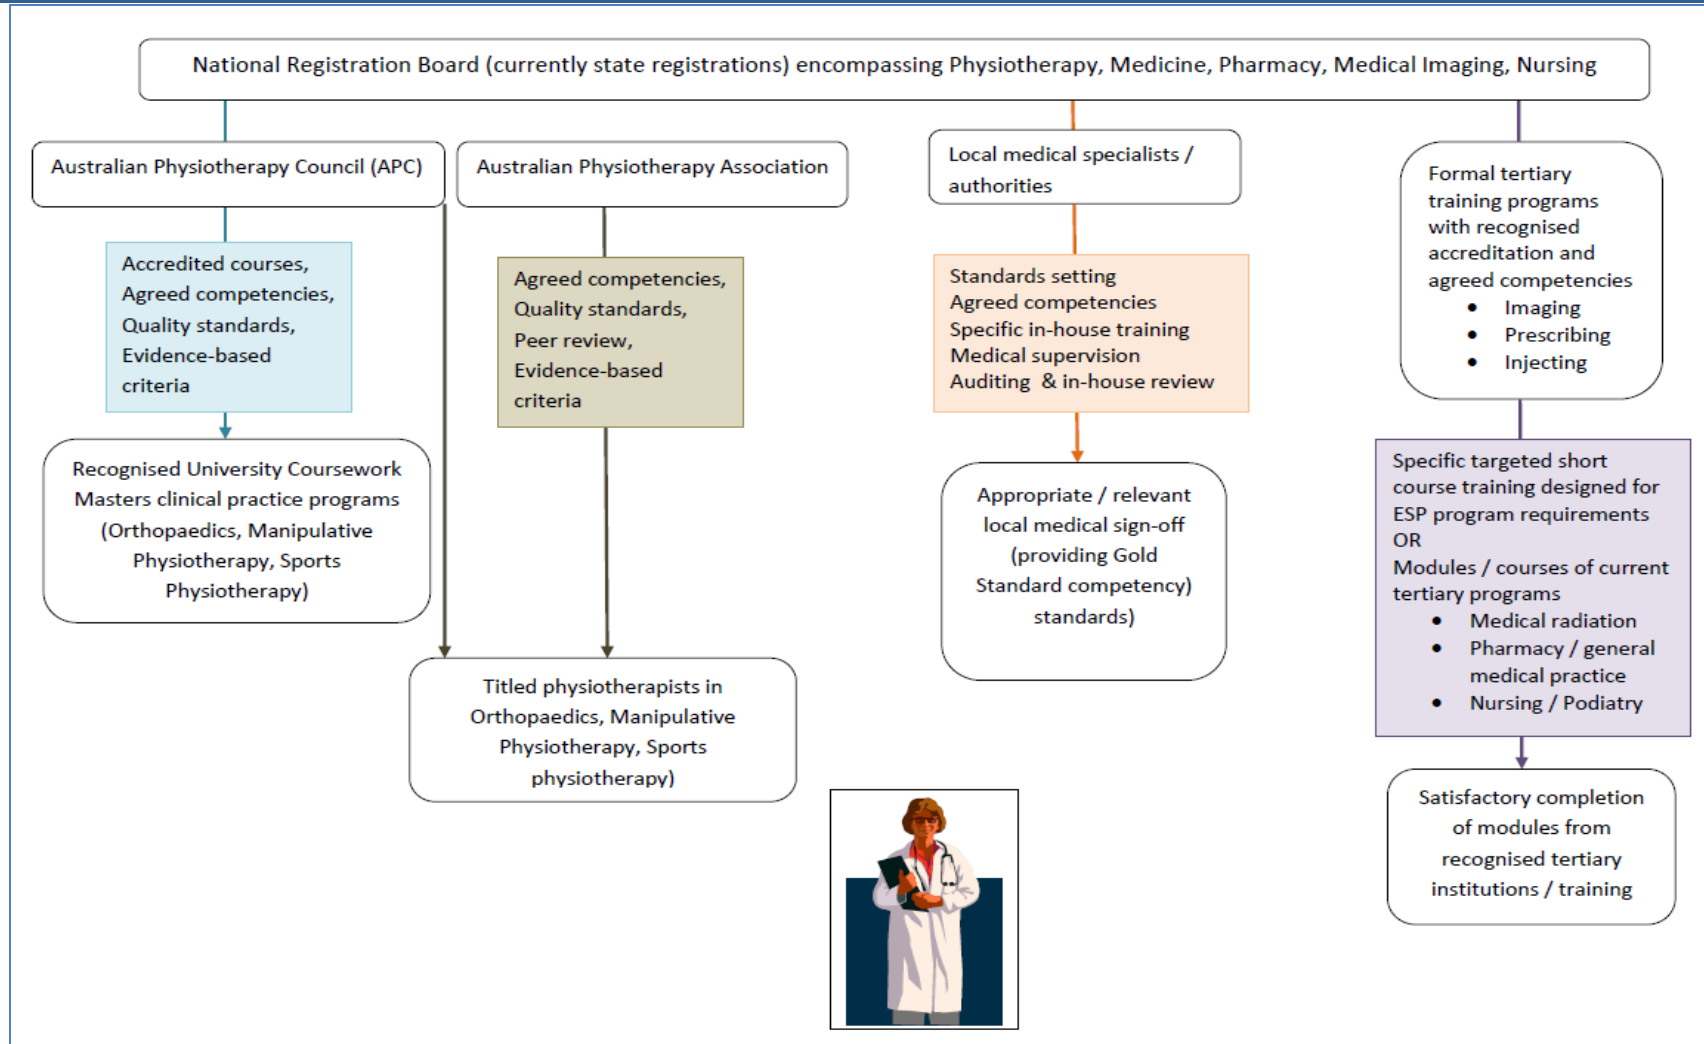 National Registration Board (currently state registrations) encompassing Physiotherapy, Medicine, Pharmacy, Medical Imaging, Nursing
Australian Physiotherapy Council (APC)
Australian Physiotherapy Association
Local medical specialists /
authorities
Formal tertiary
training programs
with recognised
accreditation and
agreed competencies
• Imaging
• Prescribing
• Injecting
Accredited courses,
Agreed competencies,
Quality standards,
Evidence-based
criteria
Agreed competencies,
Quality standards,
Peer review,
Evidence-based
criteria
Standards setting
Agreed competencies
Specific in-house training
Medical supervision
Auditing & in-house review
Recognised University Coursework
Masters clinical practice programs
(Orthopaedics, Manipulative
Physiotherapy, Sports
Physiotherapy)
Appropriate / relevant
local medical sign-off
(providing Gold
Standard competency)
standards)
Specific targeted short
course training designed for
ESP program requirements
OR
Modules / courses of current
tertiary programs
• Medical radiation
• Pharmacy / general
medical practice
• Nursing / Podiatry
Titled physiotherapists in
Orthopaedics, Manipulative
Physiotherapy, Sports
physiotherapy)
Satisfactory completion
of modules from
recognised tertiary
institutions / training